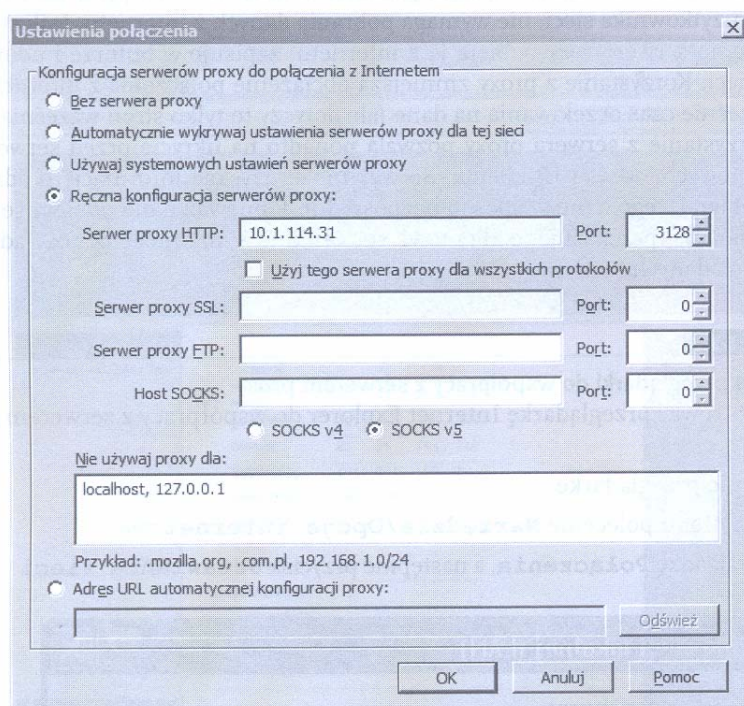 Ustawienia połączenia
Konfiguracja serwerów proxy do połączenia z Internetem
Bez serwera proxy
Automatycznie wykrywaj ustawienia serwerów proxy dla tej sieci
Używaj systemowych ustawień serwerów proxy
Ręczna konfiguracja serwerów proxy:
Serwer proxy HTTP: 10.1.114.31 Port: 3128
Użyj tego serwera proxy dla wszystkich protokołów
Serwer proxy SSL: Port: 0
Serwer proxy FTP: Port: 0
Host SOCKS: Port: 0
SOCKS v4 SOCKS v5
Nie używaj proxy dla:
localhost, 127.0.0.1
Przykład: .mozilla.org, .com.pl, 192.168.1.0/24
Adres URL automatycznej konfiguracji proxy:
Odśwież
OK Anuluj Pomoc